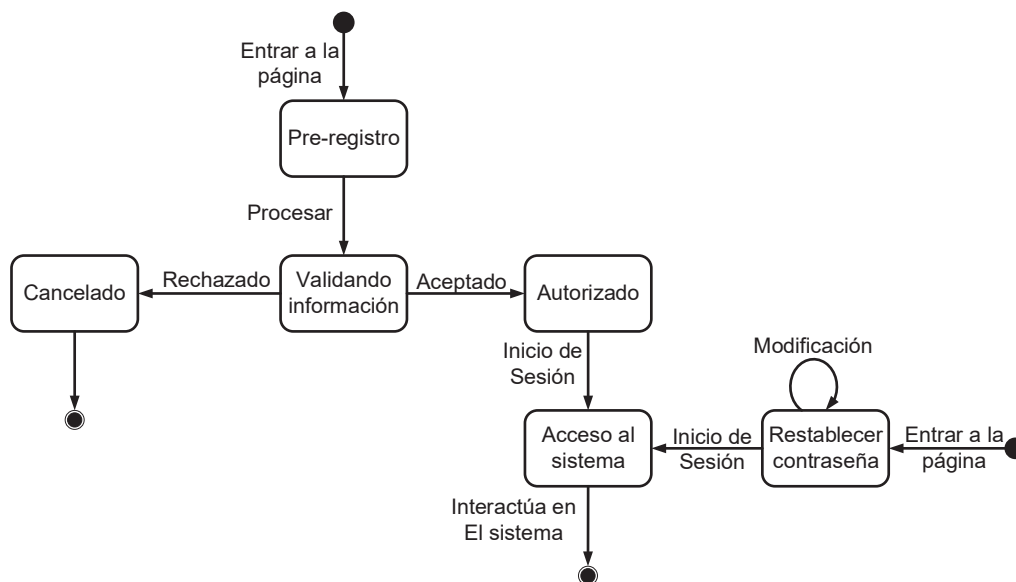 Entrar a la
página
Pre-registro
Procesar
Cancelado
Rechazado
Validando
información
Aceptado
Autorizado
Inicio de
Sesión
Modificación
Acceso al
sistema
Inicio de
Sesión
Restablecer
contraseña
Entrar a la
página
Interactúa en
El sistema